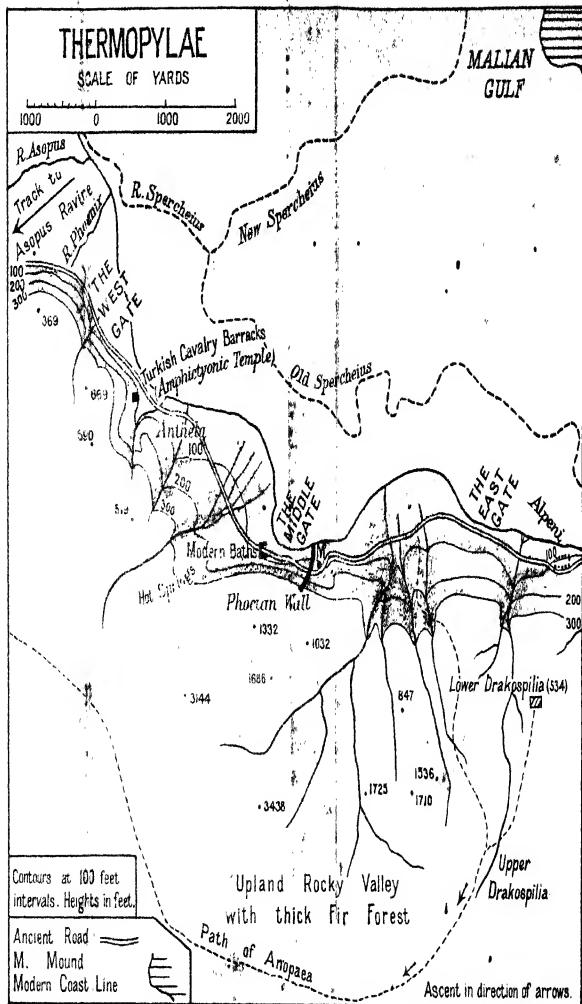 THERMOPYLAE
SCALE OF YARDS
1000 0 1000 2000
MALIAN
GULF
R. Asopus
Track to
Asopus Ravire
R. Phoenix
R. Spercheius
New Spercheius
100
200
300
THE
WEST
GATE
369
Turkish Cavalry Barracks
(Amphictyonic Temple)
Old Spercheius
669
590
Anthela
100
200
300
519
THE
MIDDLE
GATE
THE
EAST
GATE
Alpeni
100
Modern Baths
M
Hot Springs
Phocian Wall
200
300
1332
1032
1686
3144
Lower Drakospilia (534)
847
1536
1725
1710
3438
Contours at 100 feet
intervals. Heights in feet.
Upland Rocky Valley
with thick Fir Forest
Upper
Drakospilia
Ancient Road
M. Mound
Modern Coast Line
Path of Anopaea
Ascent in direction of arrows.